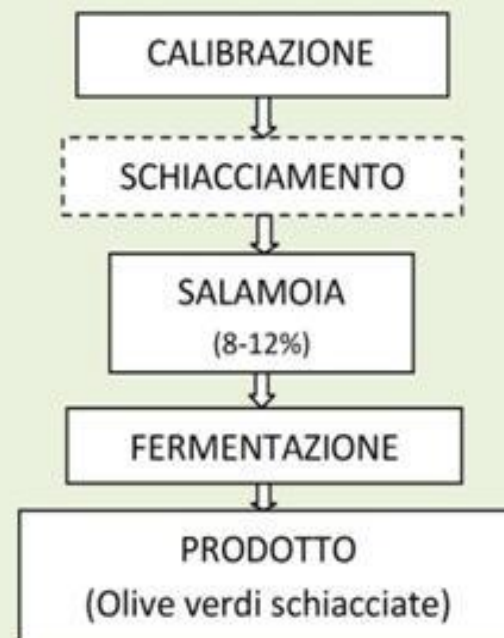 CALIBRAZIONE
SCHIACCIAMENTO
SALAMOIA
(8-12%)
FERMENTAZIONE
PRODOTTO
(Olive verdi schiacciate)